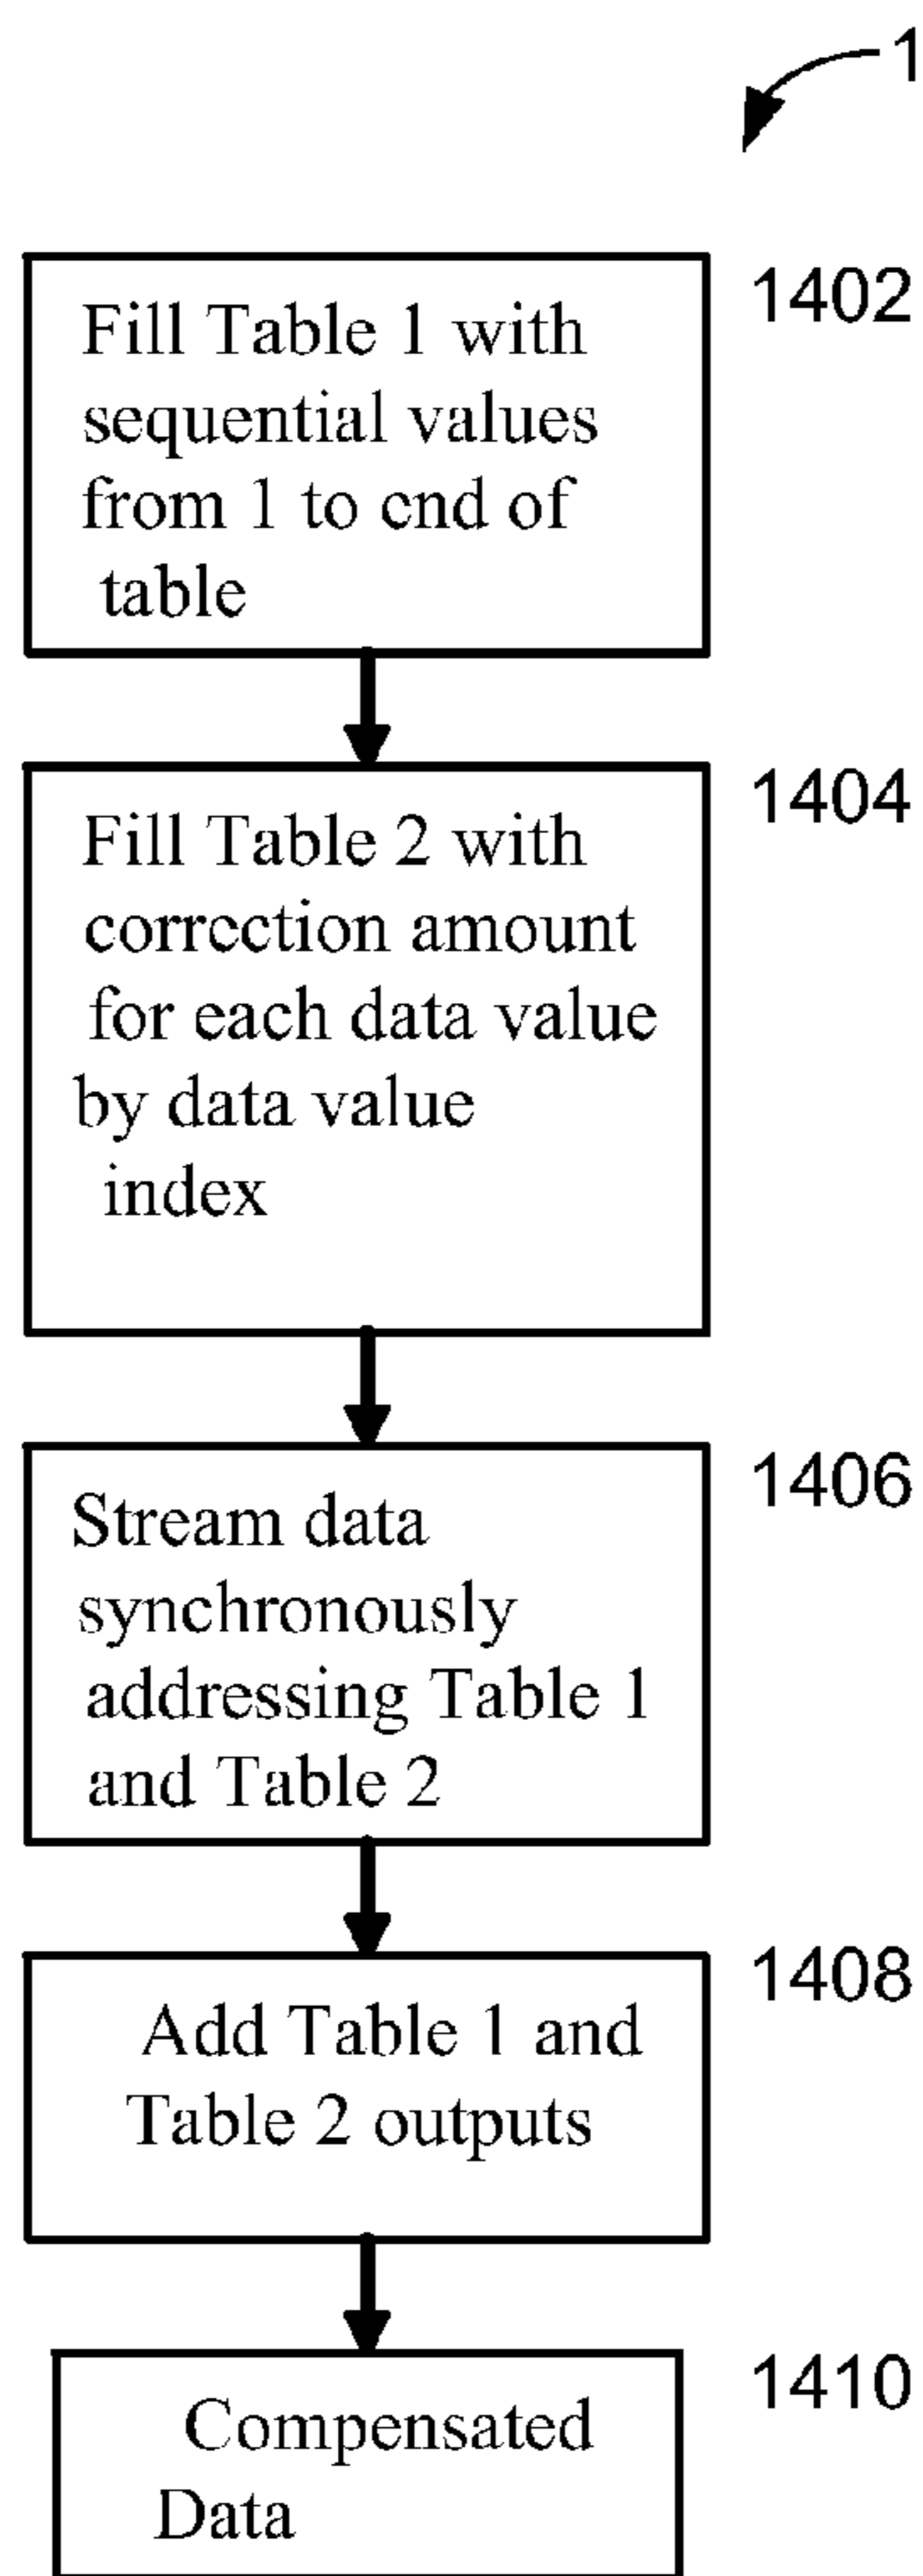 1
1402
Fill Table 1 with
sequential values
from 1 to end of
table
1404
Fill Table 2 with
correction amount
for each data value
by data value
index
1406
Stream data
synchronously
addressing Table 1
and Table 2
1408
Add Table 1 and
Table 2 outputs
1410
Compensated
Data